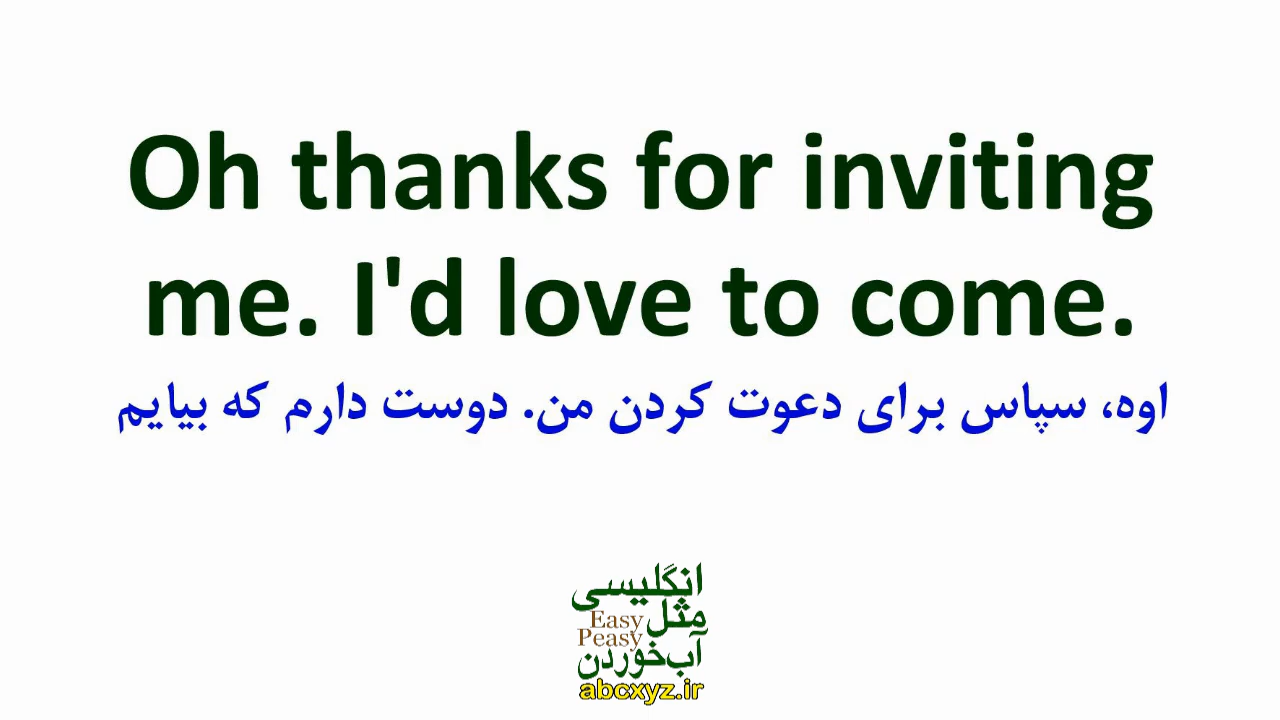 Oh thanks for inviting
me. I'd love to come.
اوه، سپاس برای دعوت کردن من. دوست دارم که بیایم
انگلیسی
مثل
Easy
Peasy
آب‌خوردن
abcxyz.ir